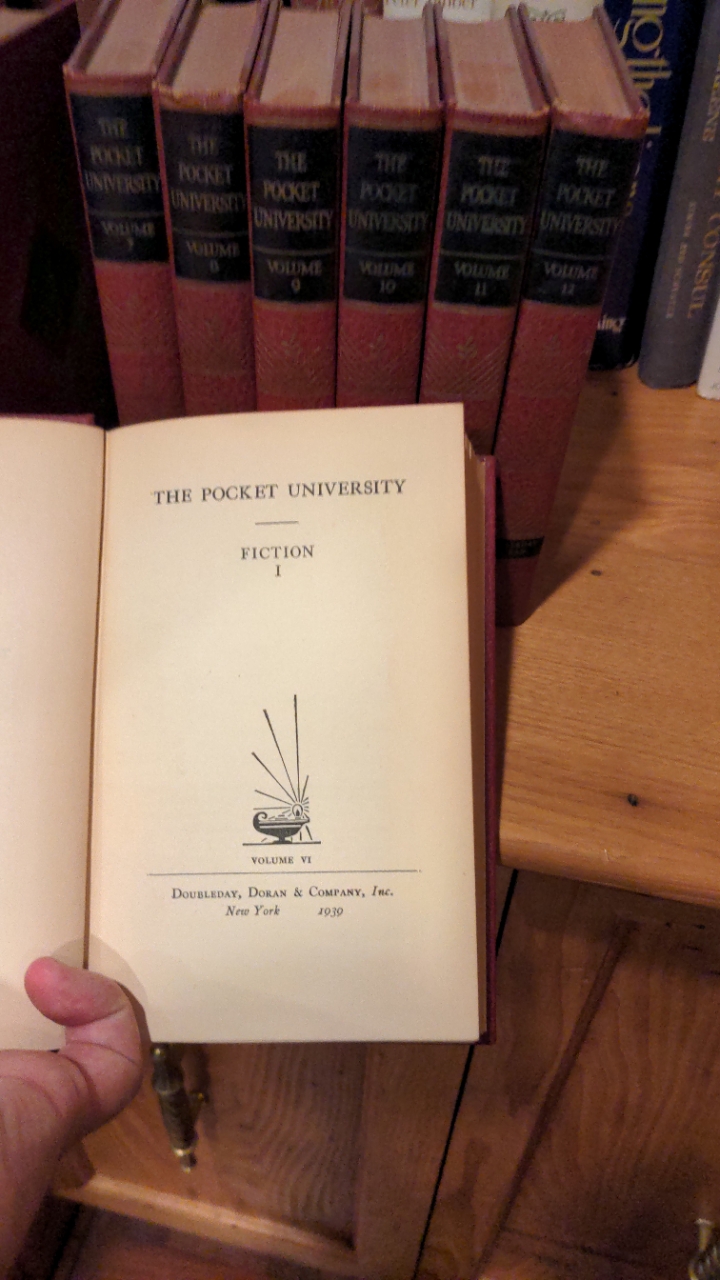 THE
POCKET
UNIVERSITY
VOLUME
THE
POCKET
UNIVERSITY
VOLUME
8
THE
POCKET
UNIVERSITY
VOLUME
9
THE
POCKET
UNIVERSITY
VOLUME
10
THE
POCKET
UNIVERSITY
VOLUME
11
THE
POCKET
UNIVERSITY
VOLUME
12
CONSUL
THE POCKET UNIVERSITY
FICTION
I
VOLUME VI
DOUBLEDAY, DORAN & COMPANY, Inc.
New York 1939